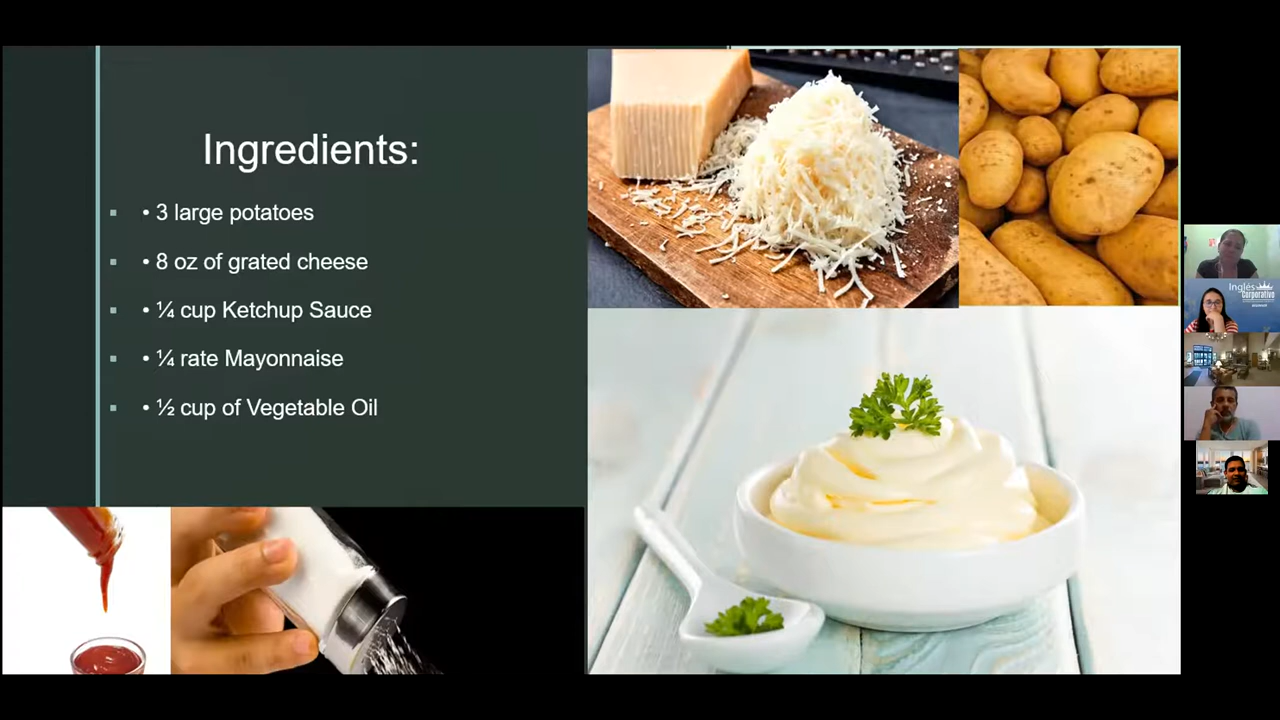 Ingredients:
• 3 large potatoes
• 8 oz of grated cheese
• ¼ cup Ketchup Sauce
• ¼ rate Mayonnaise
• ½ cup of Vegetable Oil
Inglés
Corporativo